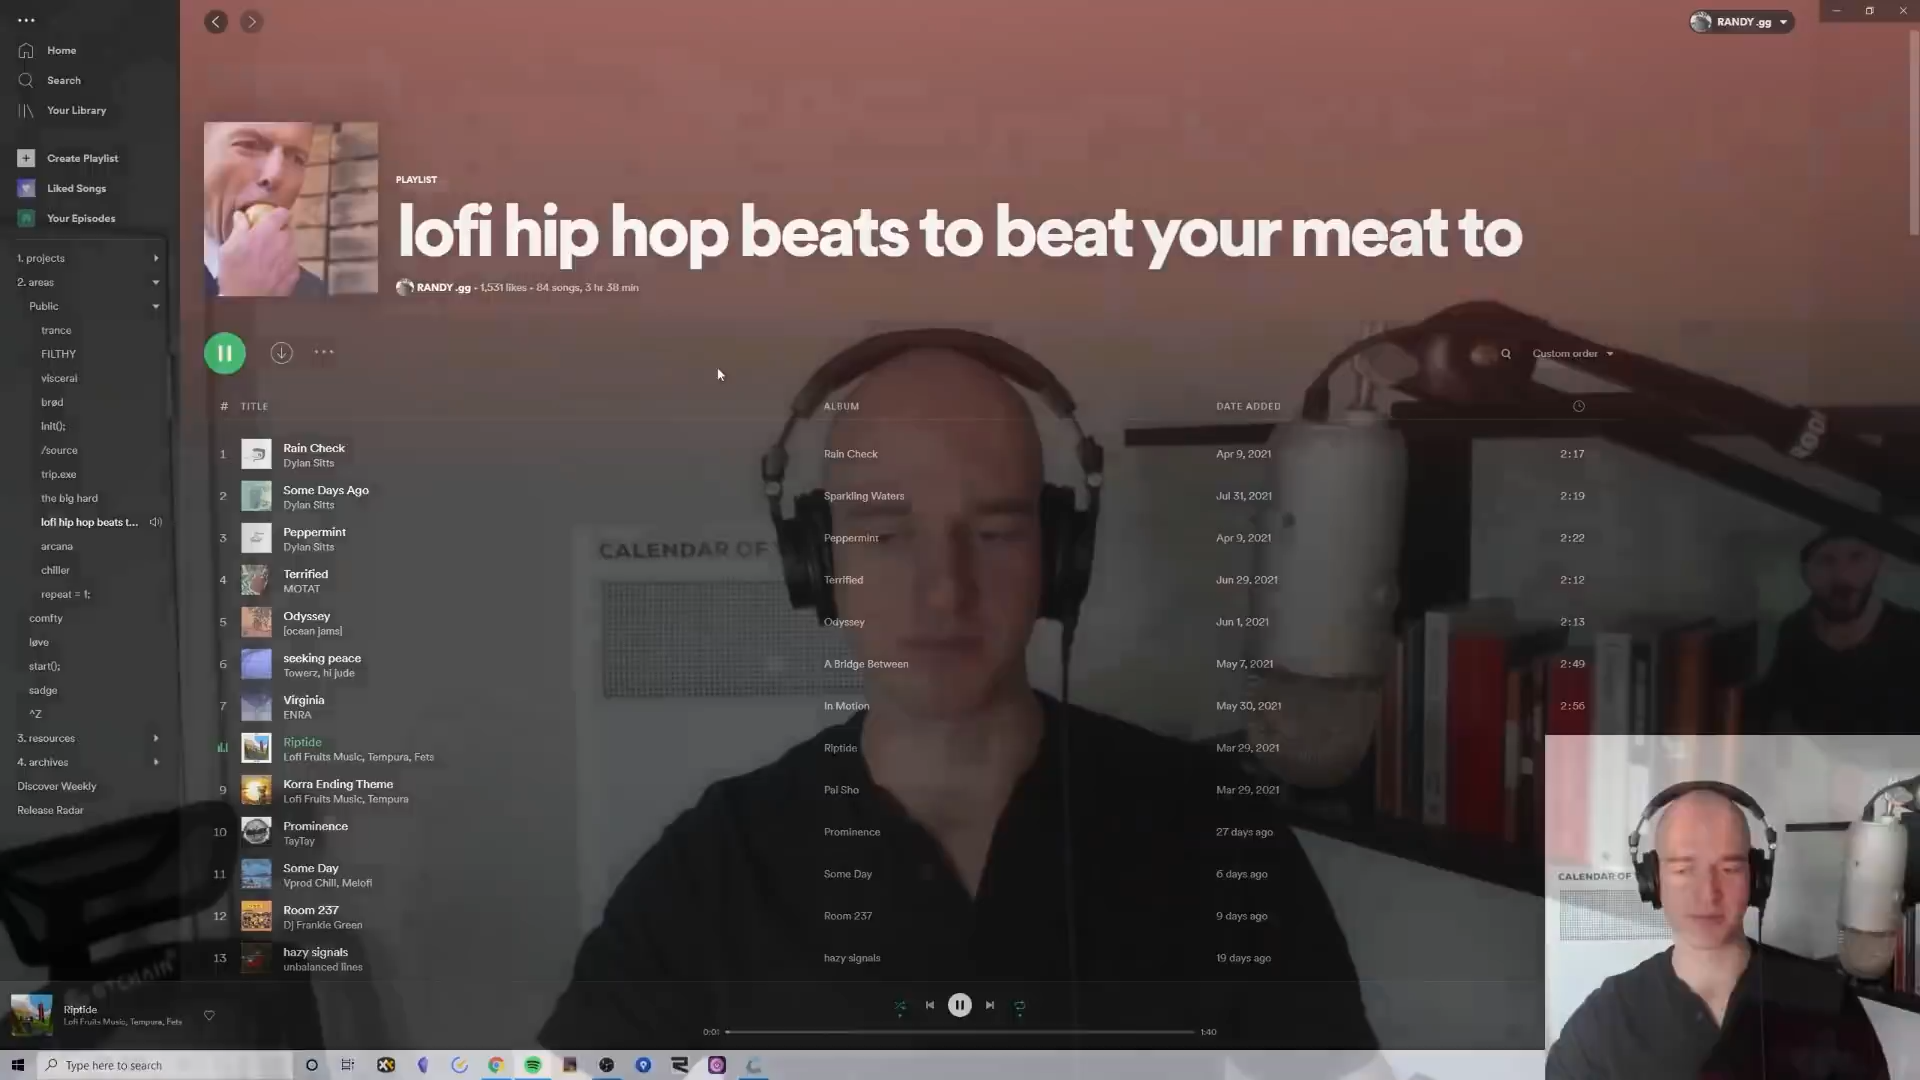 RANDY.gg
Home
Search
Your Library
Create Playlist
Liked Songs
Your Episodes
1. projects
2. areas
Public
trance
FILTHY
visceral
brød
Init();
/source
trip.exe
the big hard
lofi hip hop beats t...
arcana
chiller
repeat = 1;
comfty
løve
start();
sadge
^Z
3. resources
4. archives
Discover Weekly
Release Radar
PLAYLIST
lofi hip hop beats to beat your meat to
RANDY.gg - 1,531 likes - 84 songs, 3 hr 38 min
Custom order
# TITLE ALBUM DATE ADDED
1 Rain Check Rain Check Apr 9, 2021 2:17
Dylan Sitts
2 Some Days Ago Sparkling Waters Jul 31, 2021 2:19
Dylan Sitts
3 Peppermint Peppermint Apr 9, 2021 2:22
Dylan Sitts
4 Terrified Terrified Jun 29, 2021 2:12
MOTAT
5 Odyssey Odyssey Jun 1, 2021 2:13
[ocean jams]
6 seeking peace A Bridge Between May 7, 2021 2:49
Towerz, hi jude
7 Virginia In Motion May 30, 2021 2:56
ENRA
Riptide Riptide Mar 29, 2021
Lofi Fruits Music, Tempura, Fets
9 Korra Ending Theme Pai Sho Mar 29, 2021
Lofi Fruits Music, Tempura
10 Prominence Prominence 27 days ago
TayTay
11 Some Day Some Day 6 days ago
Vprod Chill, Melofi
12 Room 237 Room 237 9 days ago
Dj Frankie Green
13 hazy signals hazy signals 19 days ago
unbalanced lines
CALENDAR OF
RODE
CALENDAR OF
Riptide
Lofi Fruits Music, Tempura, Fets
0:01 1:40
Type here to search